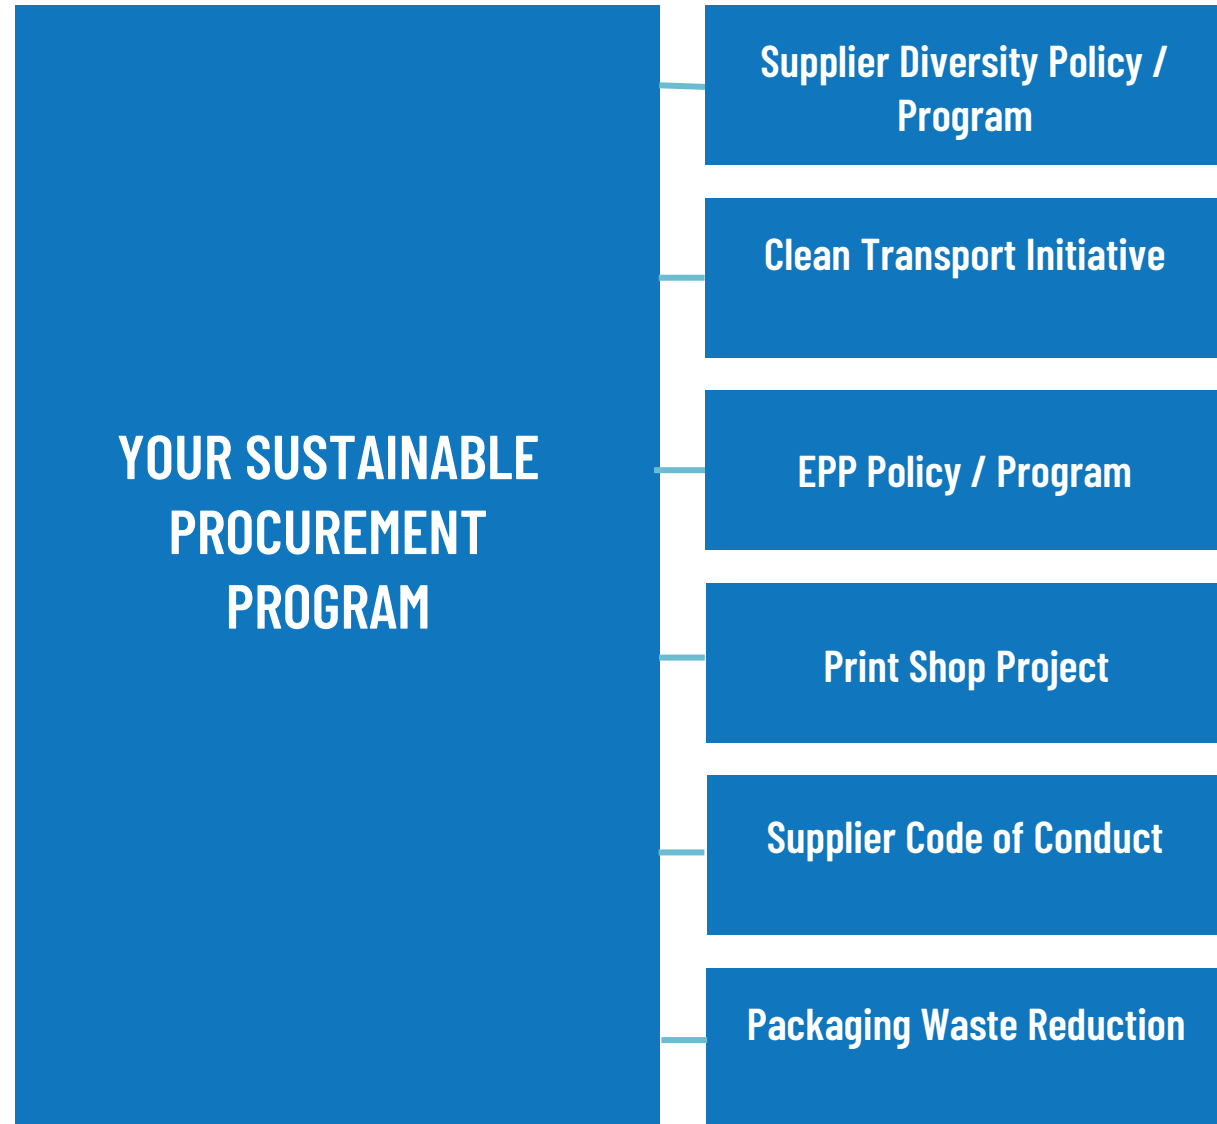 YOUR SUSTAINABLE
PROCUREMENT
PROGRAM
Supplier Diversity Policy /
Program
Clean Transport Initiative
EPP Policy / Program
Print Shop Project
Supplier Code of Conduct
Packaging Waste Reduction